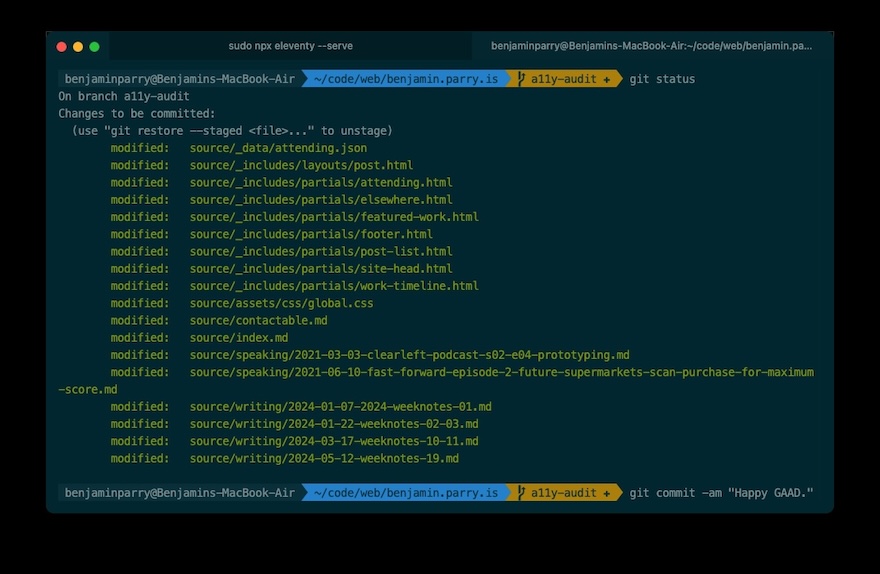 sudo npx eleventy --serve
benjaminparry@Benjamins-MacBook-Air:~/code/web/benjamin.pa...
benjaminparry@Benjamins-MacBook-Air ~/code/web/benjamin.parry.is a11y-audit + git status
On branch a11y-audit
Changes to be committed:
(use "git restore --staged <file>..." to unstage)
modified: source/_data/attending.json
modified: source/_includes/layouts/post.html
modified: source/_includes/partials/attending.html
modified: source/_includes/partials/elsewhere.html
modified: source/_includes/partials/featured-work.html
modified: source/_includes/partials/footer.html
modified: source/_includes/partials/post-list.html
modified: source/_includes/partials/site-head.html
modified: source/_includes/partials/work-timeline.html
modified: source/assets/css/global.css
modified: source/contactable.md
modified: source/index.md
modified: source/speaking/2021-03-03-clearleft-podcast-s02-e04-prototyping.md
modified: source/speaking/2021-06-10-fast-forward-episode-2-future-supermarkets-scan-purchase-for-maximum
-score.md
modified: source/writing/2024-01-07-2024-weeknotes-01.md
modified: source/writing/2024-01-22-weeknotes-02-03.md
modified: source/writing/2024-03-17-weeknotes-10-11.md
modified: source/writing/2024-05-12-weeknotes-19.md
benjaminparry@Benjamins-MacBook-Air ~/code/web/benjamin.parry.is a11y-audit + git commit -am "Happy GAAD."